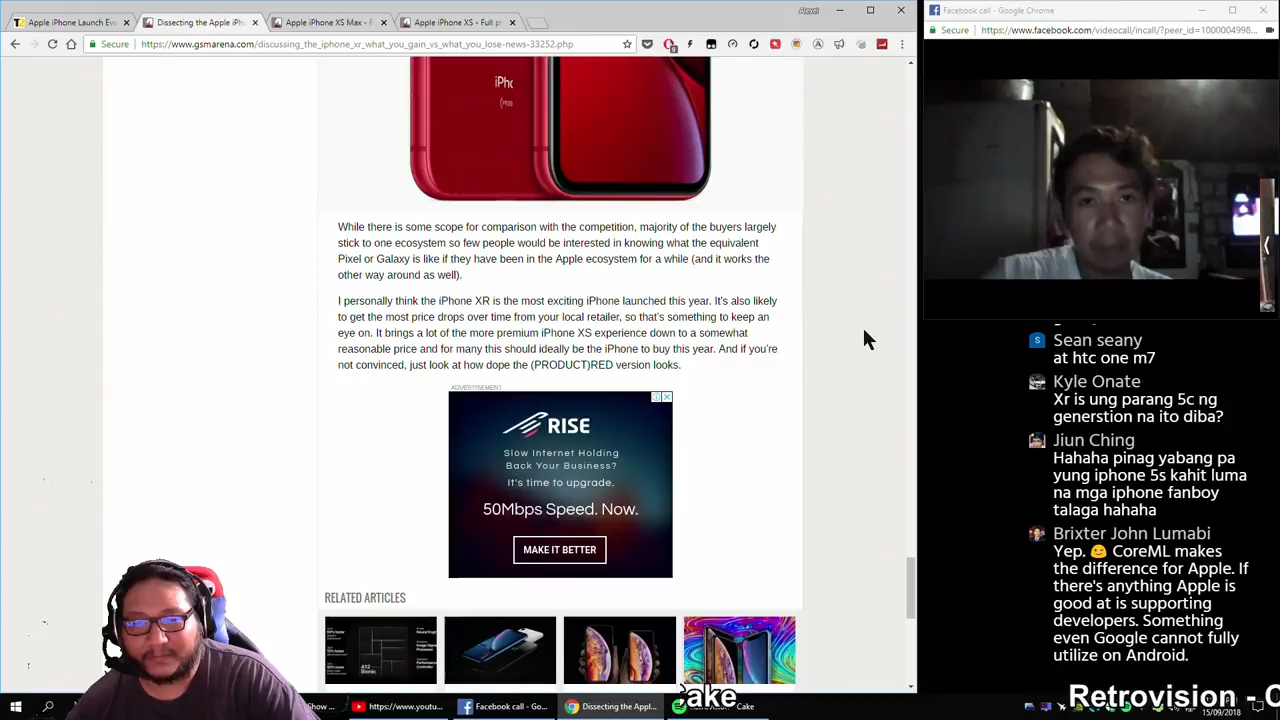 Apple iPhone Launch Eve
Dissecting the Apple iPh
Apple iPhone XS Max - F
Apple iPhone XS - Full p
Alexel
Secure
https://www.gsmarena.com/discussing_the_iphone_xr_what_you_gain_vs_what_you_lose-news-33252.php
Facebook call - Google Chrome
Secure
https://www.facebook.com/videocall/incall/?peer_id=1000004998...
iPho
While there is some scope for comparison with the competition, majority of the buyers largely
stick to one ecosystem so few people would be interested in knowing what the equivalent
Pixel or Galaxy is like if they have been in the Apple ecosystem for a while (and it works the
other way around as well).
I personally think the iPhone XR is the most exciting iPhone launched this year. It's also likely
to get the most price drops over time from your local retailer, so that's something to keep an
eye on. It brings a lot of the more premium iPhone XS experience down to a somewhat
reasonable price and for many this should ideally be the iPhone to buy this year. And if you're
not convinced, just look at how dope the (PRODUCT)RED version looks.
ADVERTISEMENT
RISE
Slow Internet Holding
Back Your Business?
It's time to upgrade.
50Mbps Speed. Now.
MAKE IT BETTER
RELATED ARTICLES
A12
Bionic
S
Sean seany
at htc one m7
Kyle Onate
Xr is ung parang 5c ng
generstion na ito diba?
Jiun Ching
Hahaha pinag yabang pa
yung iphone 5s kahit luma
na mga iphone fanboy
talaga hahaha
Brixter John Lumabi
Yep. 😉 CoreML makes
the difference for Apple. If
there's anything Apple is
good at is supporting
developers. Something
even Google cannot fully
utilize on Android.
Cake
Retrovision - C
Show
https://www.youtu...
Facebook call - Go...
Dissecting the Appl...
Cake
15/09/2018